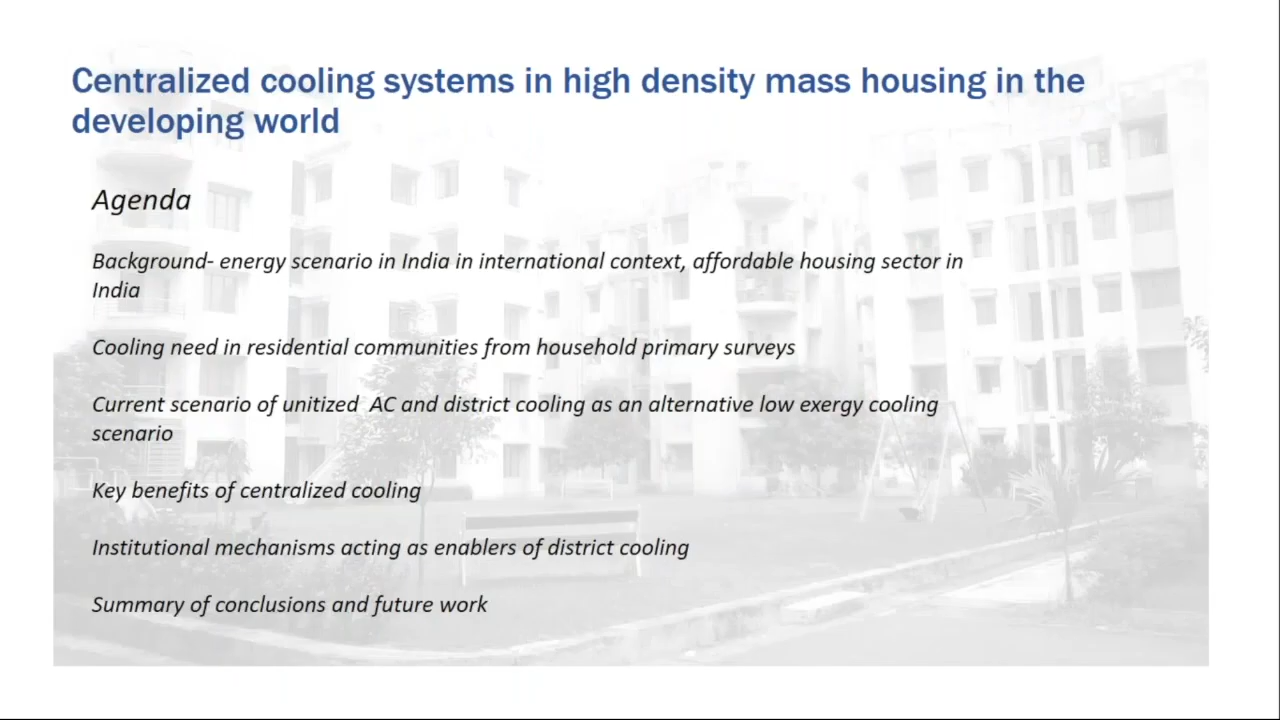 Centralized cooling systems in high density mass housing in the
developing world
Agenda
Background- energy scenario in India in international context, affordable housing sector in
India
Cooling need in residential communities from household primary surveys
Current scenario of unitized  AC and district cooling as an alternative low exergy cooling
scenario
Key benefits of centralized cooling
Institutional mechanisms acting as enablers of district cooling
Summary of conclusions and future work